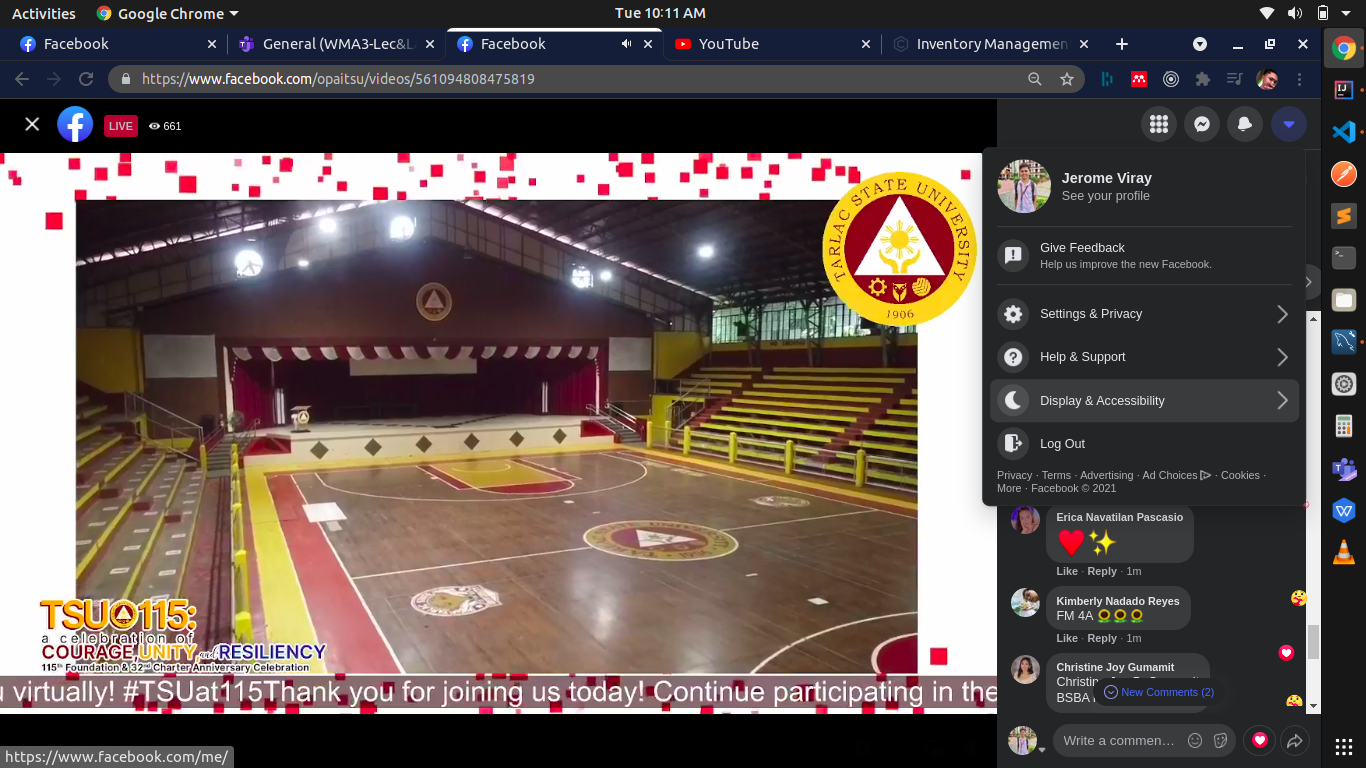 Activities
Google Chrome
Tue 10:11 AM
Facebook
General (WMA3-Lec&L
Facebook
YouTube
Inventory Managemen
https://www.facebook.com/opaitsu/videos/561094808475819
LIVE
661
TARLAC STATE UNIVERSITY
1906
TSU@115:
a celebration of
COURAGE, UNITY and RESILIENCY
115th Foundation & 32nd Charter Anniversary Celebration
u virtually! #TSUat115Thank you for joining us today! Continue participating in the
Jerome Viray
See your profile
Give Feedback
Help us improve the new Facebook.
Settings & Privacy
Help & Support
Display & Accessibility
Log Out
Privacy · Terms · Advertising · Ad Choices · Cookies ·
More · Facebook © 2021
Erica Navatilan Pascasio
♥️✨
Like · Reply · 1m
Kimberly Nadado Reyes
FM 4A 🌻🌻🌻
Like · Reply · 1m
Christine Joy Gumamit
BSBA
New Comments (2)
Write a commen…
https://www.facebook.com/me/